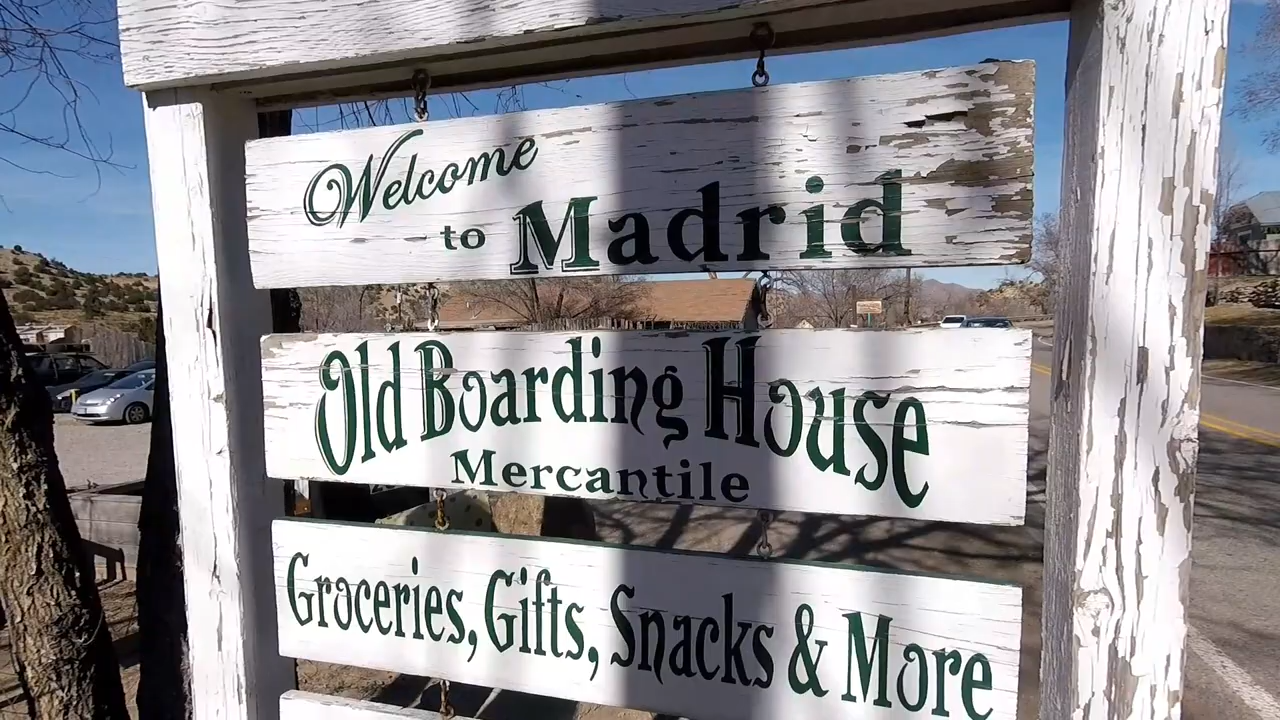 Welcome
to Madrid
Old Boarding House
Mercantile
Groceries, Gifts, Snacks & More